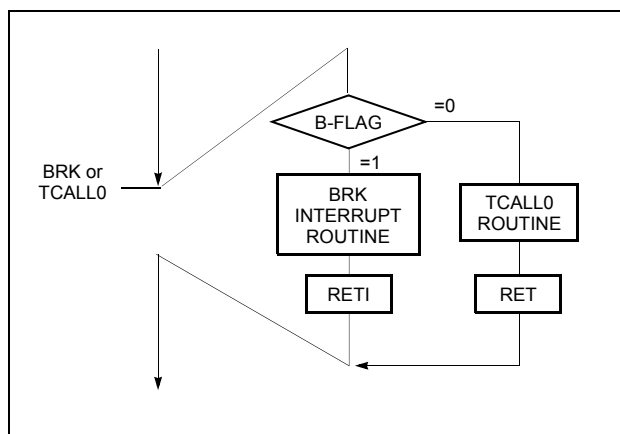 =0
B-FLAG
=1
BRK or
TCALL0
BRK
INTERRUPT
ROUTINE
TCALL0
ROUTINE
RETI
RET